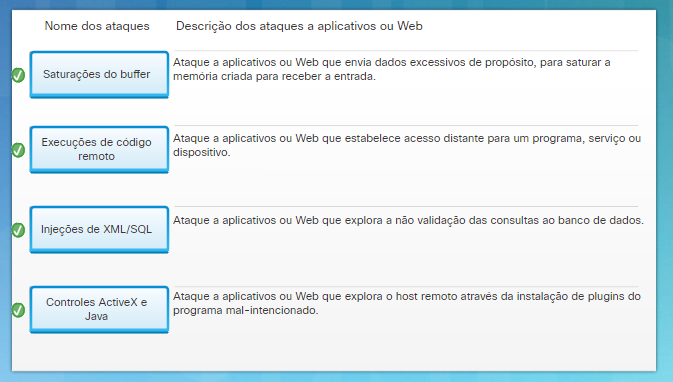 Nome dos ataques
Descrição dos ataques a aplicativos ou Web
Saturações do buffer
Ataque a aplicativos ou Web que envia dados excessivos de propósito, para saturar a
memória criada para receber a entrada.
Execuções de código
remoto
Ataque a aplicativos ou Web que estabelece acesso distante para um programa, serviço ou
dispositivo.
Injeções de XML/SQL
Ataque a aplicativos ou Web que explora a não validação das consultas ao banco de dados.
Controles ActiveX e
Java
Ataque a aplicativos ou Web que explora o host remoto através da instalação de plugins do
programa mal-intencionado.